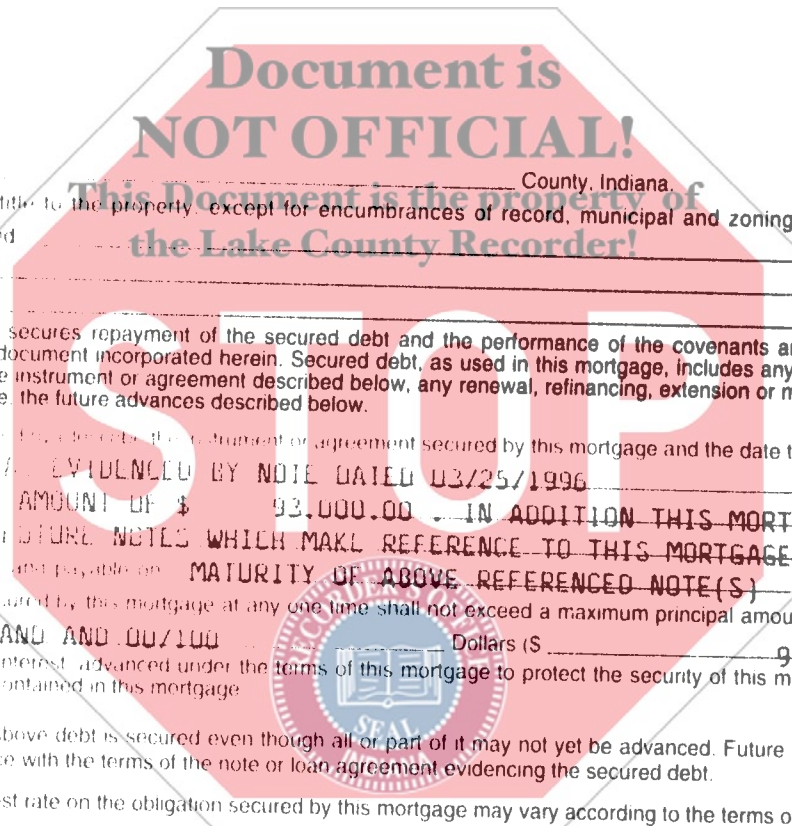 Document is
NOT OFFICIAL!
County, Indiana.
This Document is the property of
title to the property, except for encumbrances of record, municipal and zoning
the Lake County Recorder!
STOP
secures repayment of the secured debt and the performance of the covenants
document incorporated herein. Secured debt, as used in this mortgage, includes any
instrument or agreement described below, any renewal, refinancing, extension or
the future advances described below.
instrument or agreement secured by this mortgage and the date
EVIDENCED BY NOTE DATED 03/25/1996
AMOUNT OF $ 93,000.00 . IN ADDITION THIS MORT
NOTES WHICH MAKE REFERENCE TO THIS MORTGAGE
and payable on MATURITY OF ABOVE REFERENCED NOTE(S)
by this mortgage at any one time shall not exceed a maximum principal amou
AND .00/100 Dollars ($ 9
interest, advanced under the terms of this mortgage to protect the security of this m
contained in this mortgage
RECORDER'S OFFICE
SEAL
above debt is secured even though all or part of it may not yet be advanced. Future
with the terms of the note or loan agreement evidencing the secured debt.
rate on the obligation secured by this mortgage may vary according to the terms o